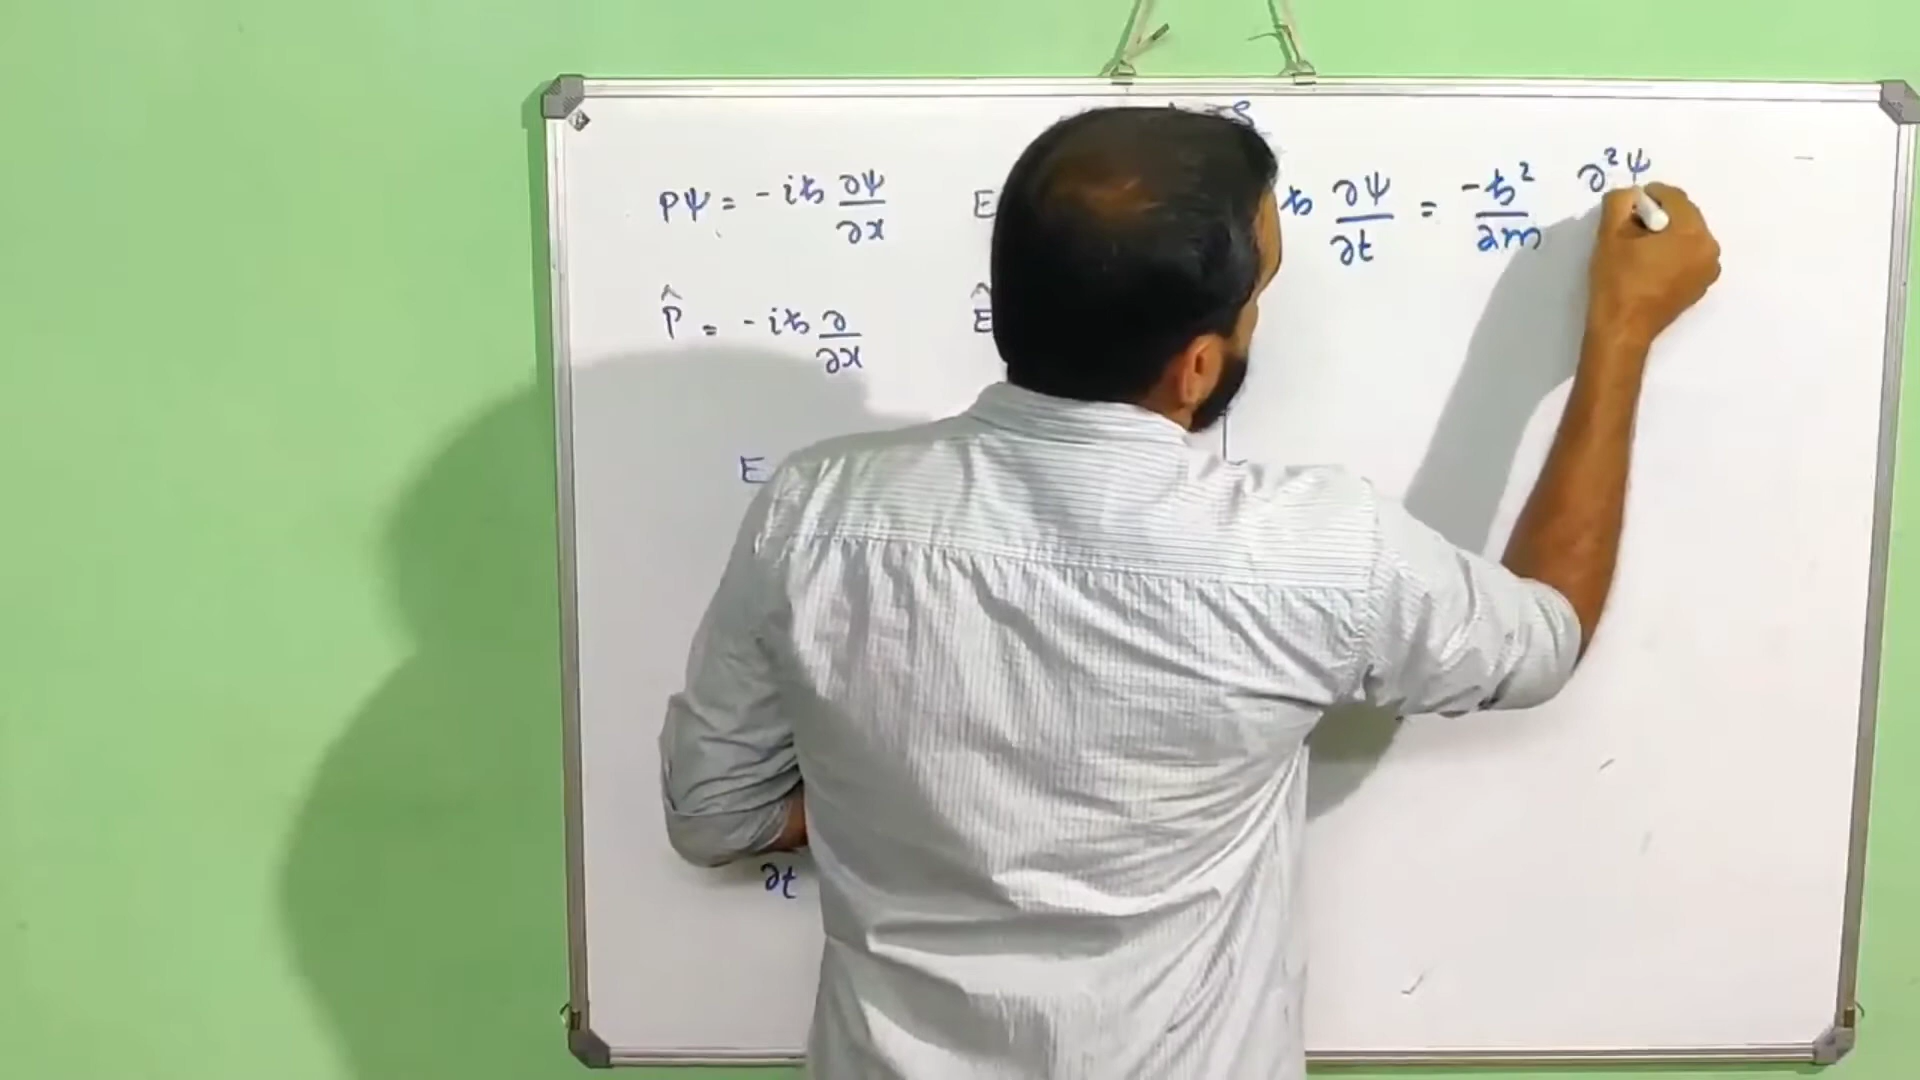 Pψ = -iħ ∂ψ/∂x E
ħ ∂ψ/∂t = -ħ²/2m ∂²ψ
P̂ = -iħ ∂/∂x Ê
E
∂t